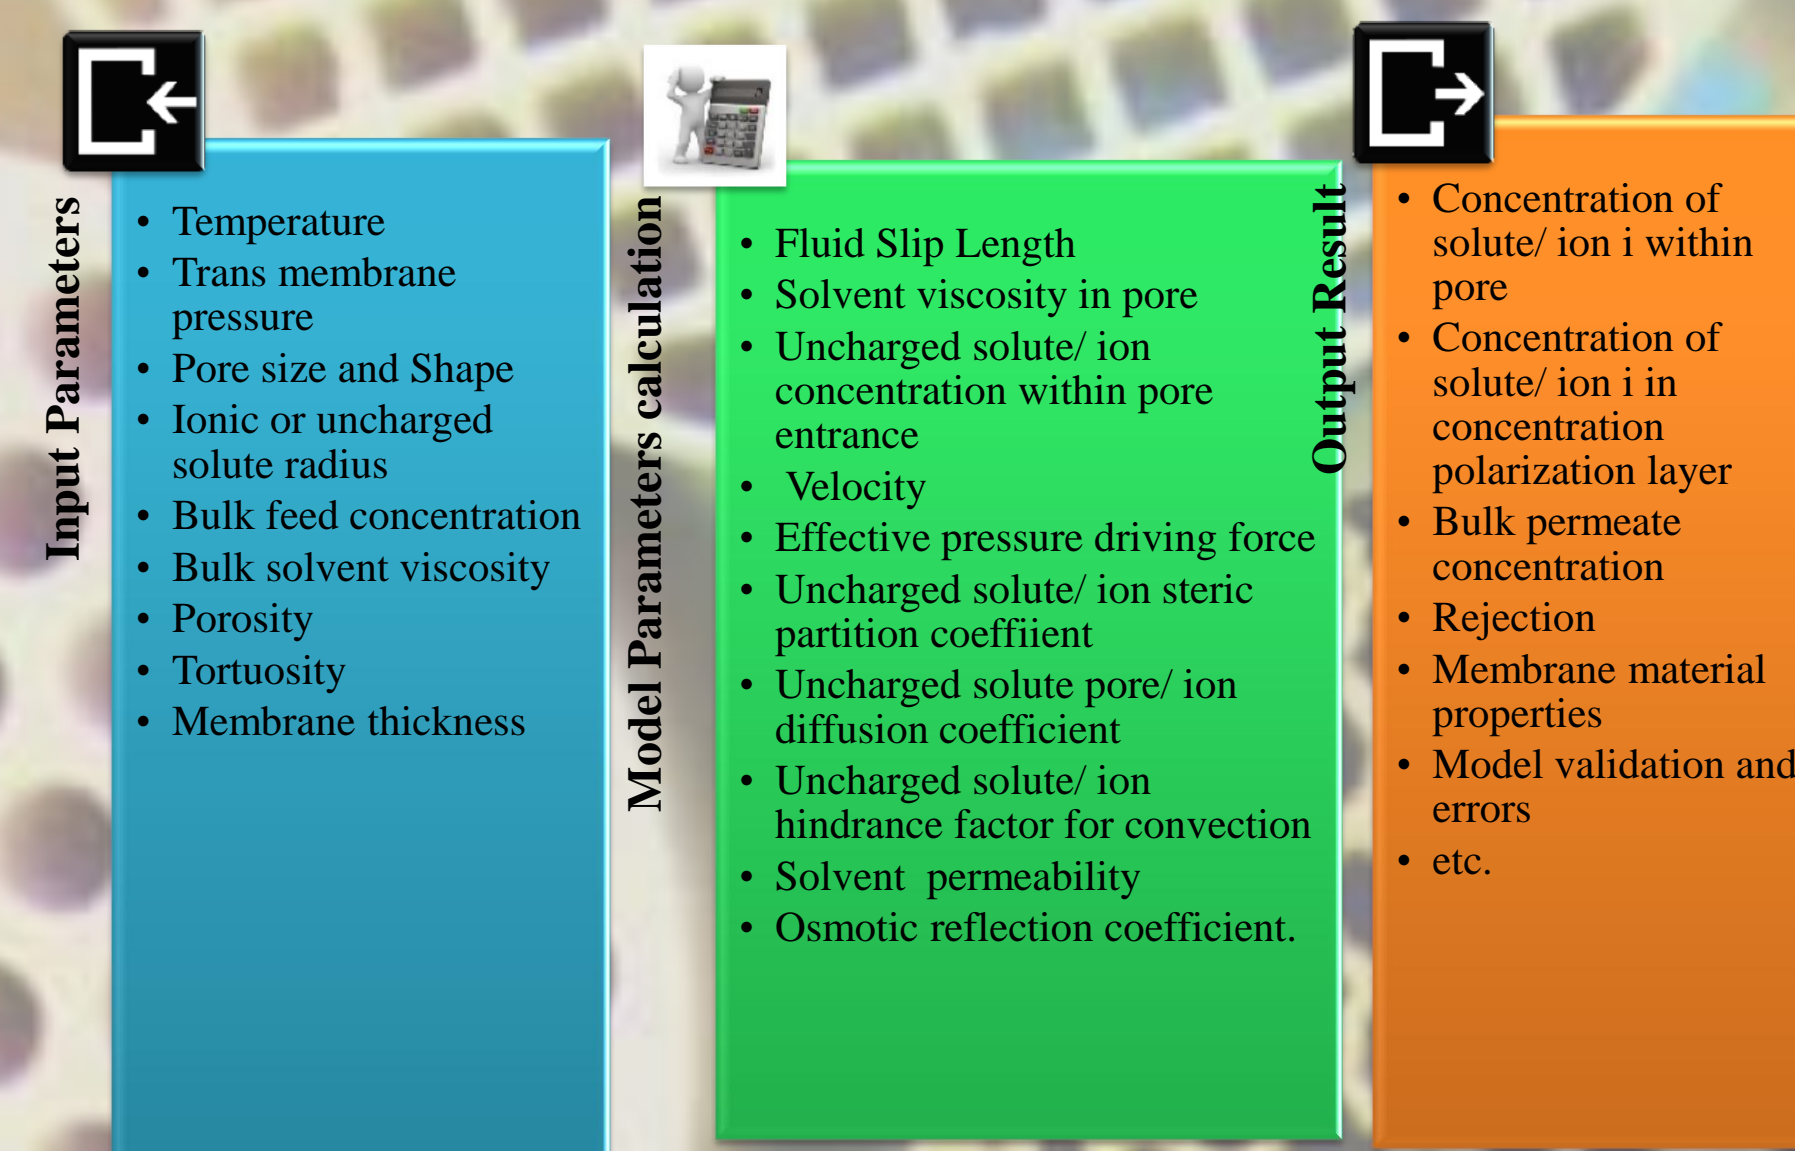 Input Parameters
• Temperature
• Trans membrane
pressure
• Pore size and Shape
• Ionic or uncharged
solute radius
• Bulk feed concentration
• Bulk solvent viscosity
• Porosity
• Tortuosity
• Membrane thickness
Model Parameters calculation
• Fluid Slip Length
• Solvent viscosity in pore
• Uncharged solute/ ion
concentration within pore
entrance
• Velocity
• Effective pressure driving force
• Uncharged solute/ ion steric
partition coeffiient
• Uncharged solute pore/ ion
diffusion coefficient
• Uncharged solute/ ion
hindrance factor for convection
• Solvent permeability
• Osmotic reflection coefficient.
Output Result
• Concentration of
solute/ ion i within
pore
• Concentration of
solute/ ion i in
concentration
polarization layer
• Bulk permeate
concentration
• Rejection
• Membrane material
properties
• Model validation and
errors
• etc.